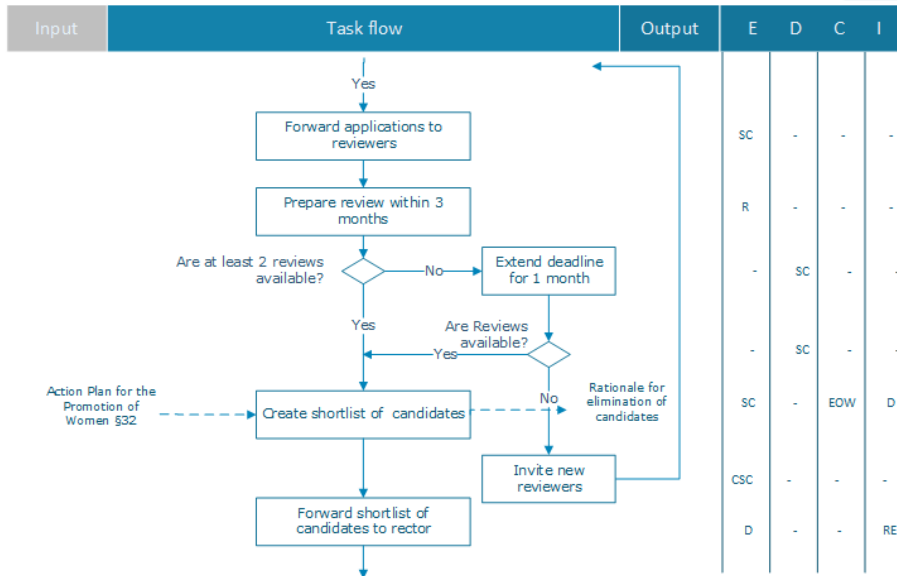 Input Task flow Output E D C I
Yes
Forward applications to
reviewers
SC - - -
Prepare review within 3
months
R - - -
Are at least 2 reviews
available?
No
Extend deadline
for 1 month
- SC - -
Yes
Are Reviews
available?
Yes
- SC - -
Action Plan for the
Promotion of
Women §32
Create shortlist of candidates
No
Rationale for
elimination of
candidates
SC - EOW D
Invite new
reviewers
CSC - - -
Forward shortlist of
candidates to rector
D - - RE